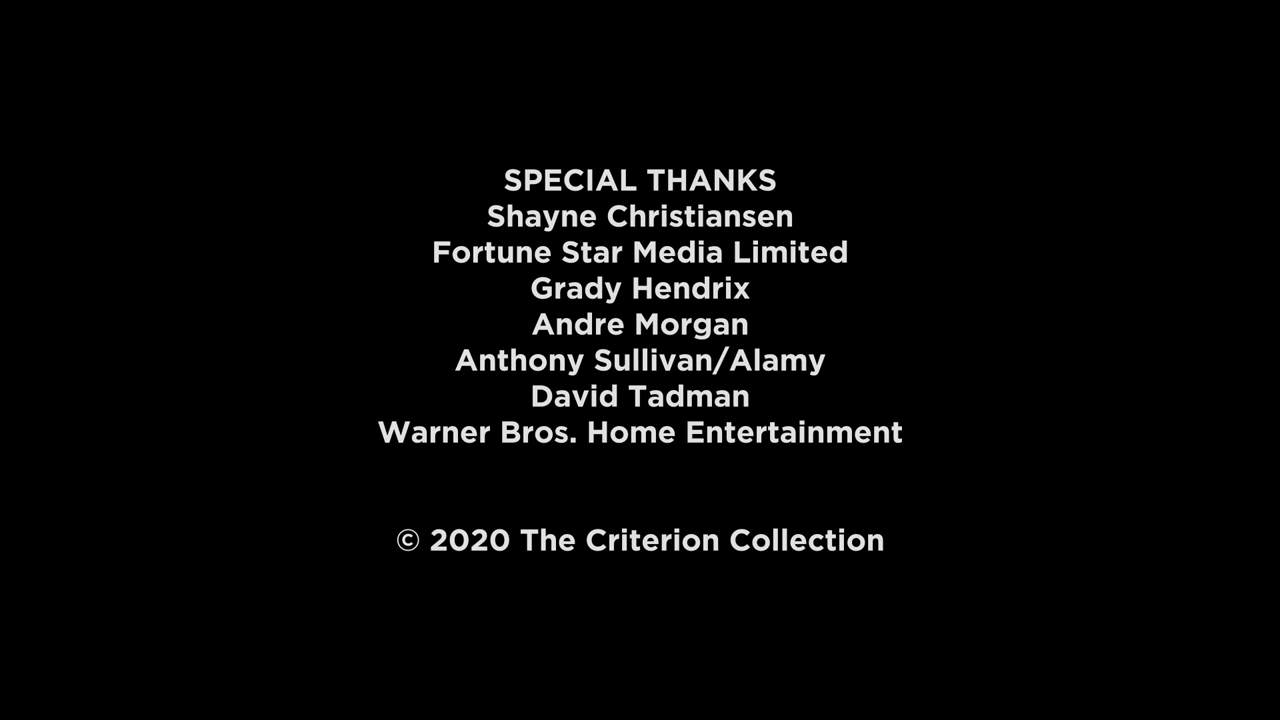 SPECIAL THANKS
Shayne Christiansen
Fortune Star Media Limited
Grady Hendrix
Andre Morgan
Anthony Sullivan/Alamy
David Tadman
Warner Bros. Home Entertainment
© 2020 The Criterion Collection